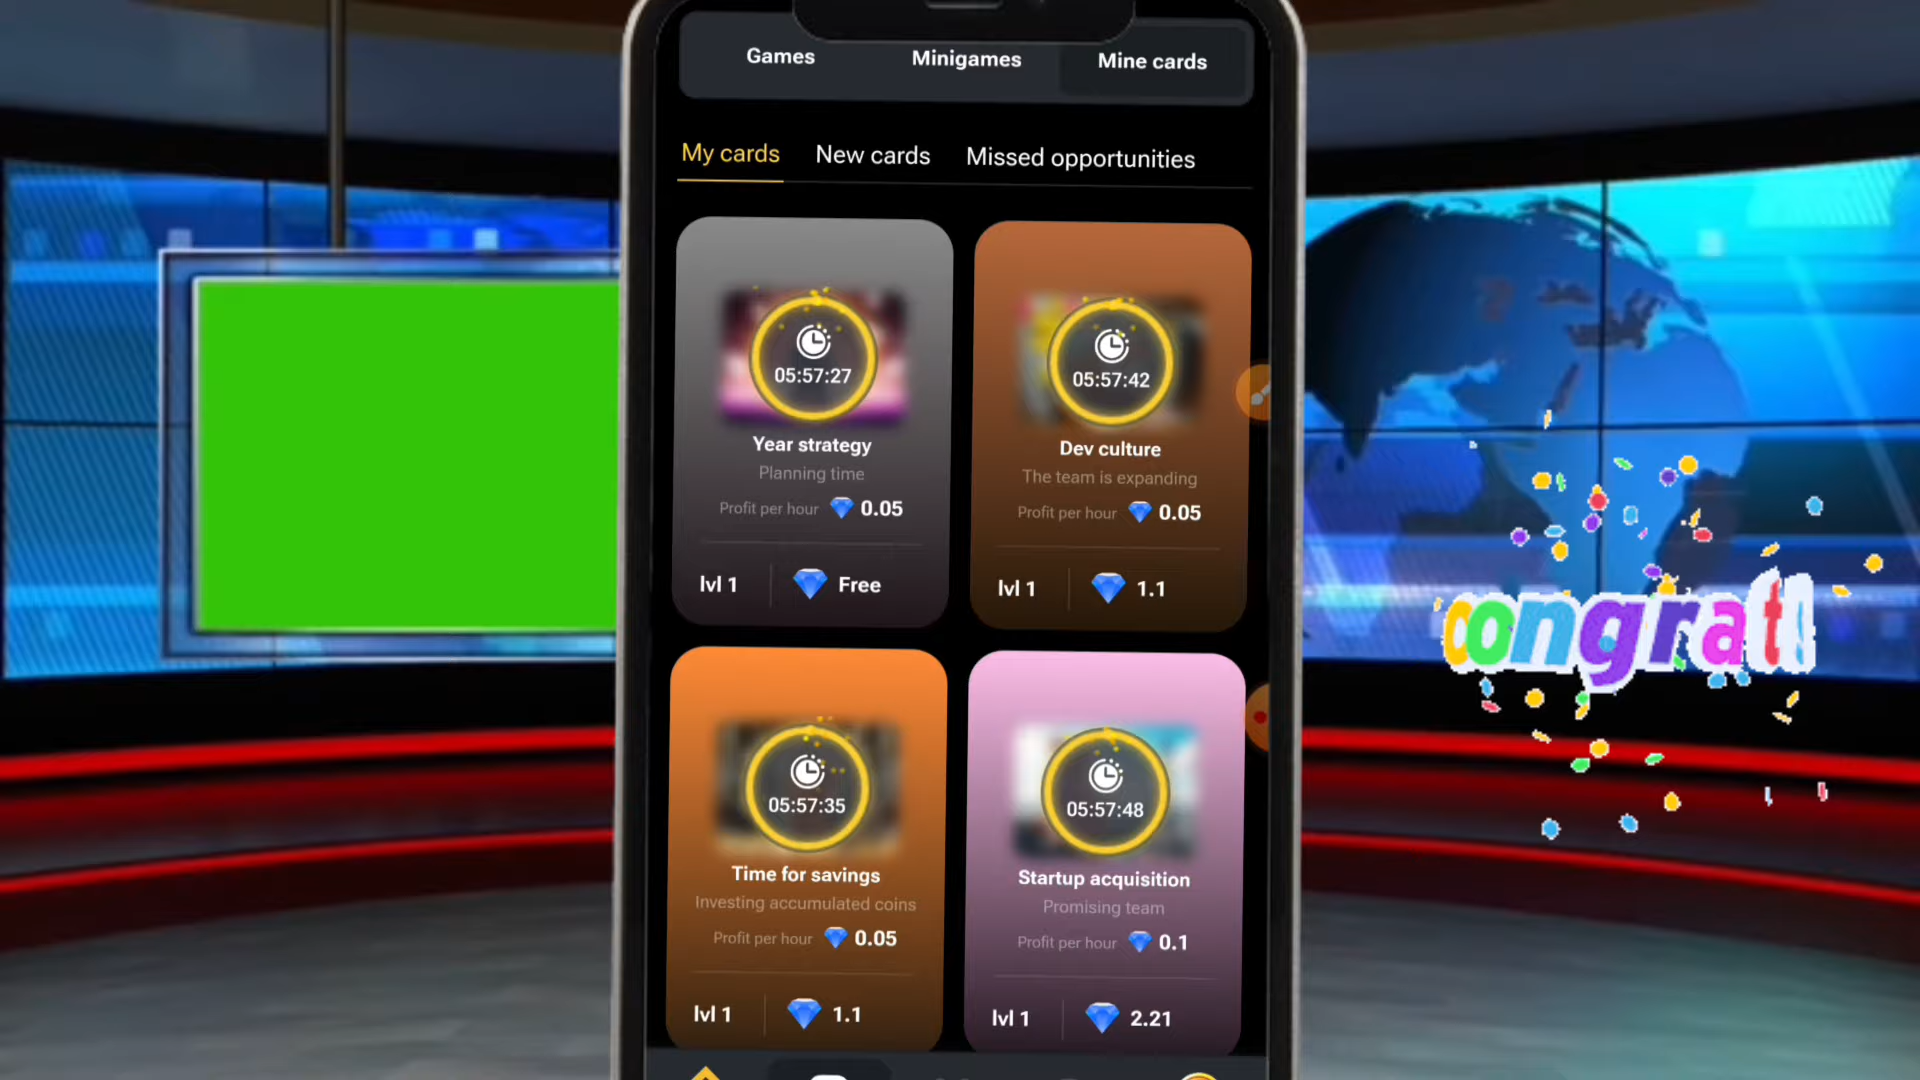 Games Minigames Mine cards
My cards New cards Missed opportunities
05:57:27
Year strategy
Planning time
Profit per hour 0.05
lvl 1 Free
05:57:42
Dev culture
The team is expanding
Profit per hour 0.05
lvl 1 1.1
05:57:35
Time for savings
Investing accumulated coins
Profit per hour 0.05
lvl 1 1.1
05:57:48
Startup acquisition
Promising team
Profit per hour 0.1
lvl 1 2.21
congrats